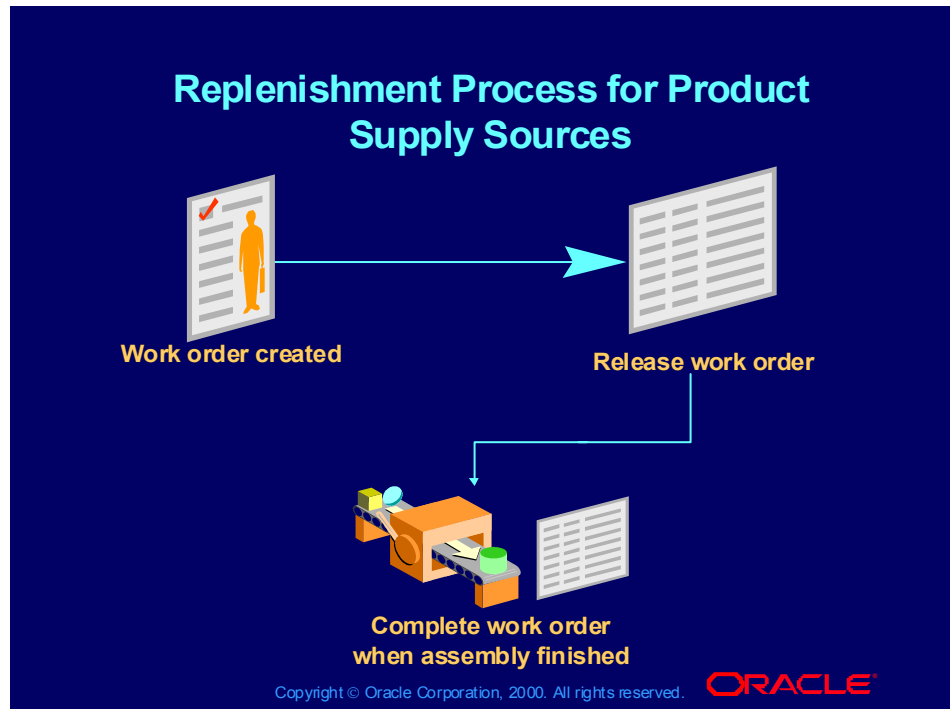 Replenishment Process for Product
Supply Sources
Work order created
Release work order
Complete work order
when assembly finished
Copyright © Oracle Corporation, 2000. All rights reserved.
ORACLE®